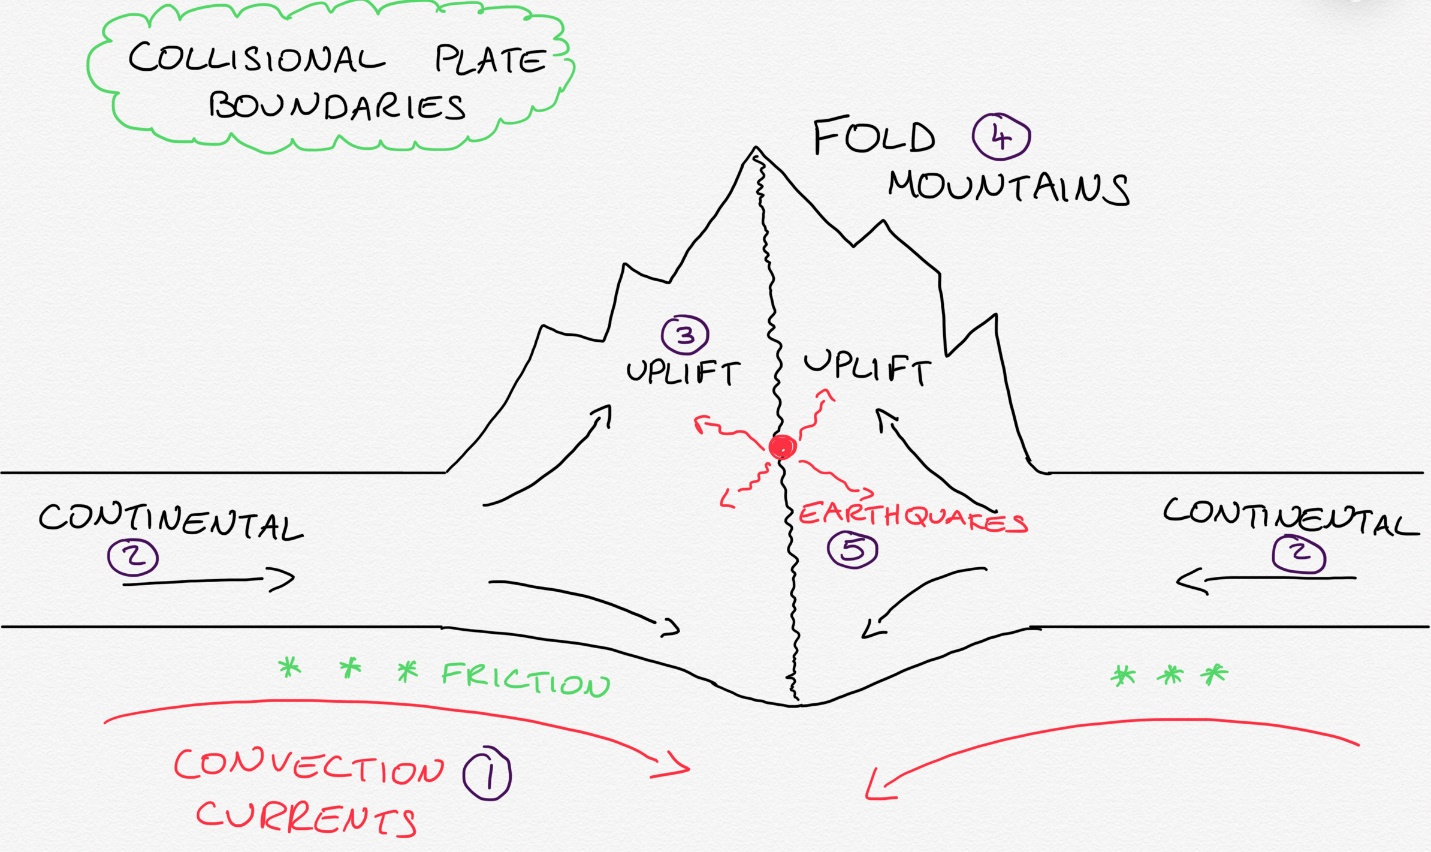 COLLISIONAL PLATE
BOUNDARIES
FOLD 4
MOUNTAINS
3
UPLIFT
UPLIFT
CONTINENTAL
2
EARTHQUAKES
5
CONTINENTAL
2
* * * FRICTION
* * *
CONVECTION 1
CURRENTS